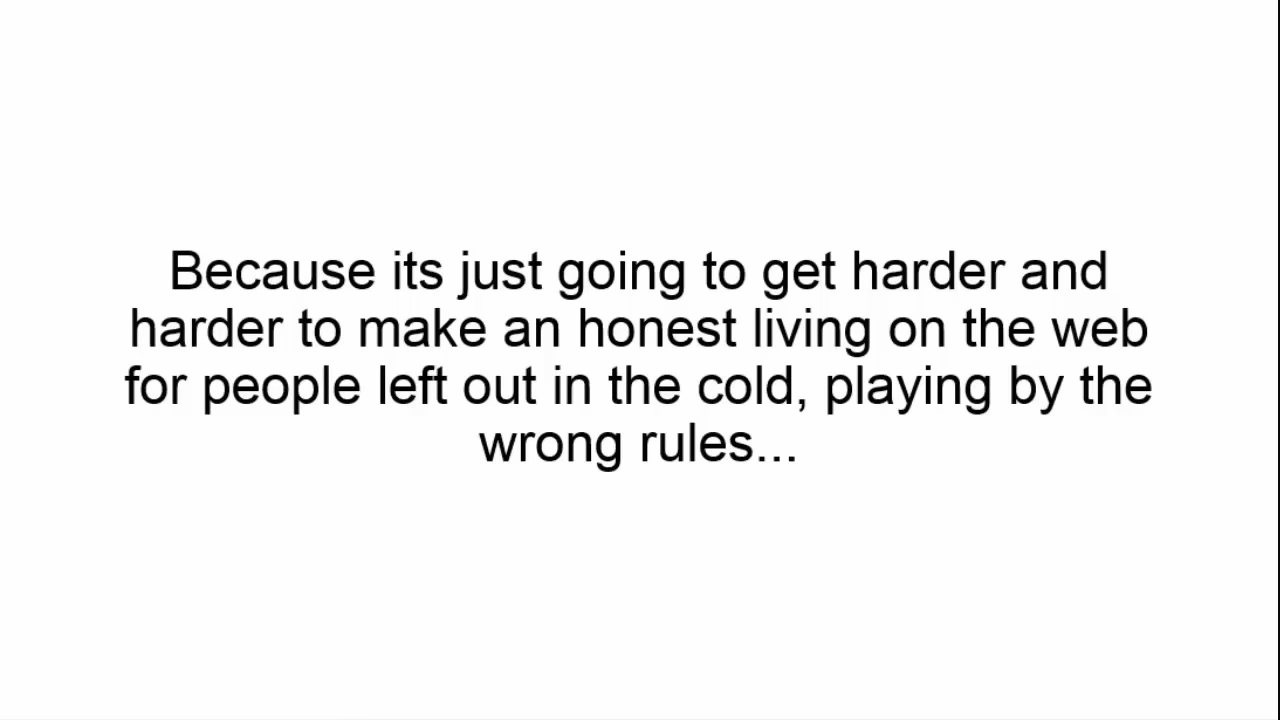 Because its just going to get harder and
harder to make an honest living on the web
for people left out in the cold, playing by the
wrong rules...